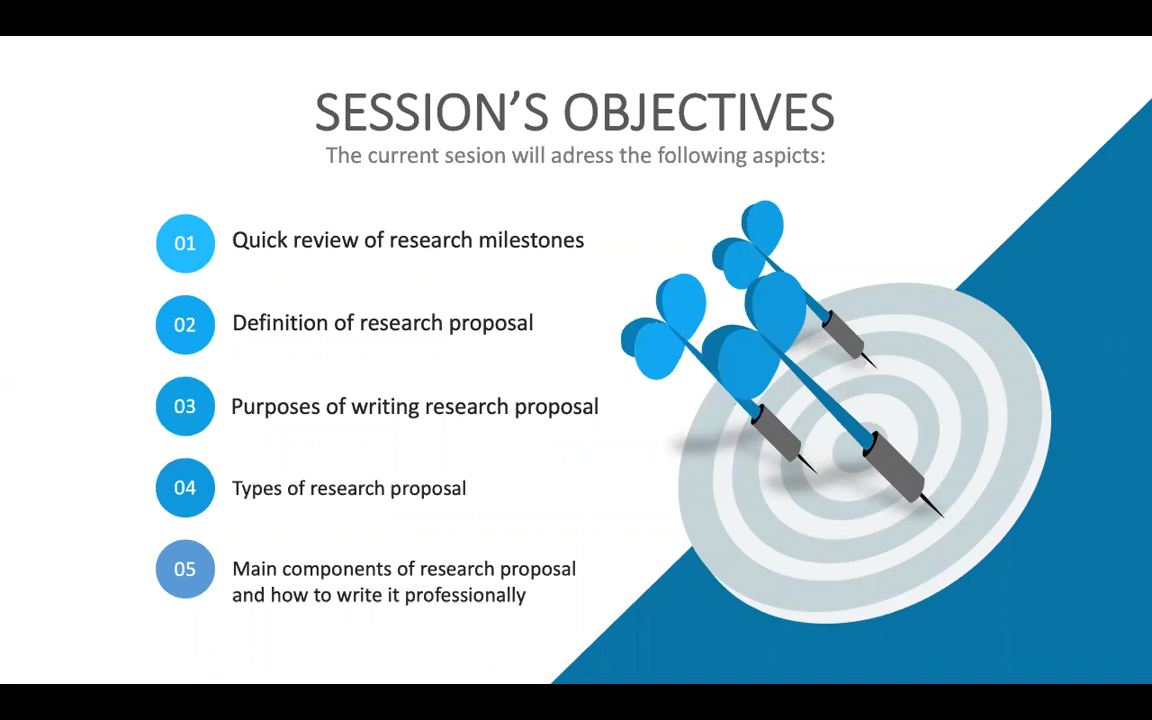 SESSION’S OBJECTIVES
The current sesion will adress the following aspicts:
01 Quick review of research milestones
02 Definition of research proposal
03 Purposes of writing research proposal
04 Types of research proposal
05 Main components of research proposal
and how to write it professionally